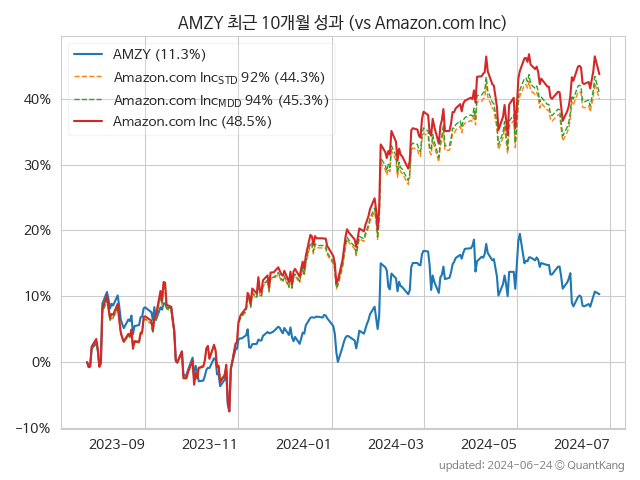 AMZY 최근 10개월 성과 (vs Amazon.com Inc)
AMZY (11.3%)
Amazon.com IncSTD 92% (44.3%)
Amazon.com IncMDD 94% (45.3%)
Amazon.com Inc (48.5%)
40%
30%
20%
10%
0%
−10%
2023-09 2023-11 2024-01 2024-03 2024-05 2024-07
updated: 2024-06-24 © QuantKang